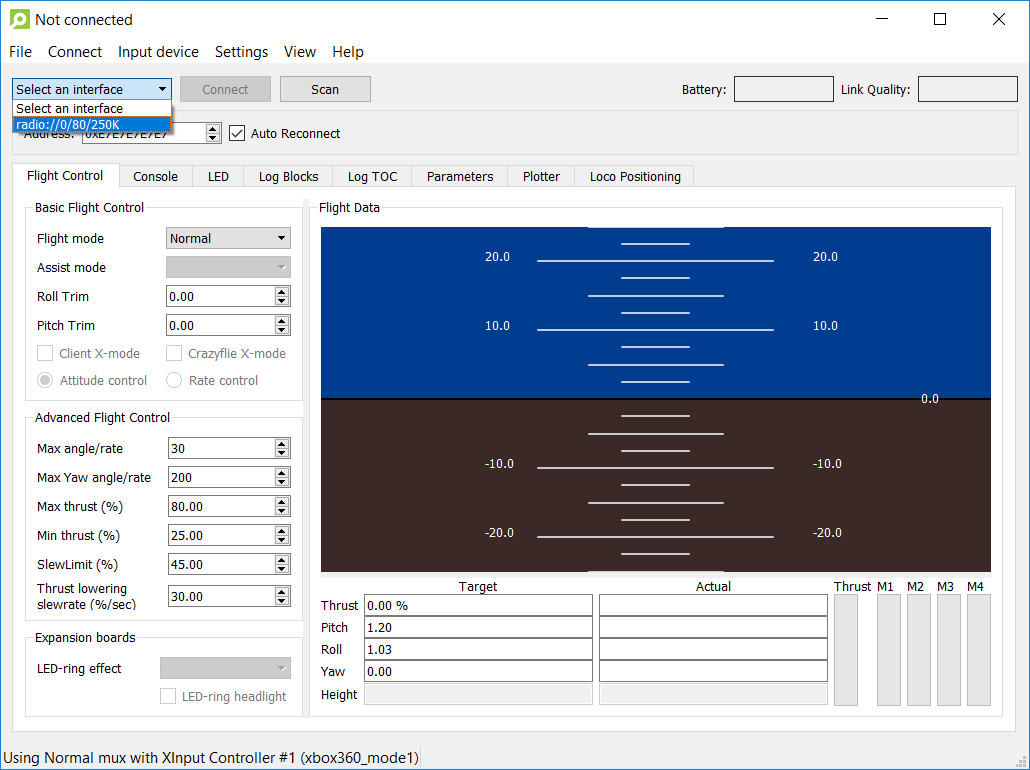 Not connected
File Connect Input device Settings View Help
Select an interface Connect Scan Battery: Link Quality:
Select an interface
radio://0/80/250K
Address: 0xE7E7E7E7E7 Auto Reconnect
Flight Control Console LED Log Blocks Log TOC Parameters Plotter Loco Positioning
Basic Flight Control
Flight mode Normal
Assist mode
Roll Trim 0.00
Pitch Trim 0.00
Client X-mode Crazyflie X-mode
Attitude control Rate control
Advanced Flight Control
Max angle/rate 30
Max Yaw angle/rate 200
Max thrust (%) 80.00
Min thrust (%) 25.00
SlewLimit (%) 45.00
Thrust lowering
slewrate (%/sec) 30.00
Expansion boards
LED-ring effect
LED-ring headlight
Flight Data
20.0 20.0
10.0 10.0
0.0
-10.0 -10.0
-20.0 -20.0
Target Actual Thrust M1 M2 M3 M4
Thrust 0.00 %
Pitch 1.20
Roll 1.03
Yaw 0.00
Height
Using Normal mux with XInput Controller #1 (xbox360_mode1)